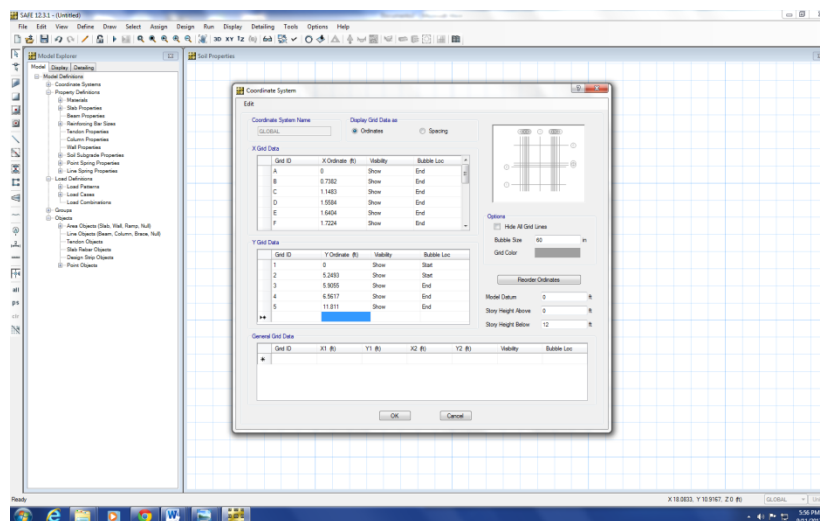 SAFE 12.3.1 - (Untitled)
File Edit View Define Draw Select Assign Design Run Display Detailing Tools Options Help
Model Explorer
Soil Properties
Model Display Detailing
Model Definitions
Coordinate Systems
Property Definitions
Materials
Slab Properties
Beam Properties
Reinforcing Bar Sizes
Tendon Properties
Column Properties
Wall Properties
Soil Subgrade Properties
Point Spring Properties
Line Spring Properties
Load Definitions
Load Patterns
Load Cases
Load Combinations
Groups
Objects
Area Objects (Slab, Wall, Ramp, Null)
Line Objects (Beam, Column, Brace, Null)
Tendon Objects
Slab Rebar Objects
Design Strip Objects
Point Objects
Coordinate System
Edit
Coordinate System Name
GLOBAL
Display Grid Data as
Ordinates Spacing
X Grid Data
Grid ID X Ordinate (ft) Visibility Bubble Loc
A 0 Show End
B 0.7382 Show End
C 1.1483 Show End
D 1.5584 Show End
E 1.6404 Show End
F 1.7224 Show End
Y Grid Data
Grid ID Y Ordinate (ft) Visibility Bubble Loc
1 0 Show Start
2 5.2493 Show Start
3 5.9055 Show End
4 6.5617 Show End
5 11.811 Show End
General Grid Data
Grid ID X1 (ft) Y1 (ft) X2 (ft) Y2 (ft) Visibility Bubble Loc
Options
Hide All Grid Lines
Bubble Size 60 in
Grid Color
Reorder Ordinates
Model Datum 0 ft
Story Height Above 0 ft
Story Height Below 12 ft
OK Cancel
Ready
X 18.0833, Y 10.9167, Z 0 (ft)
GLOBAL
5:56 PM